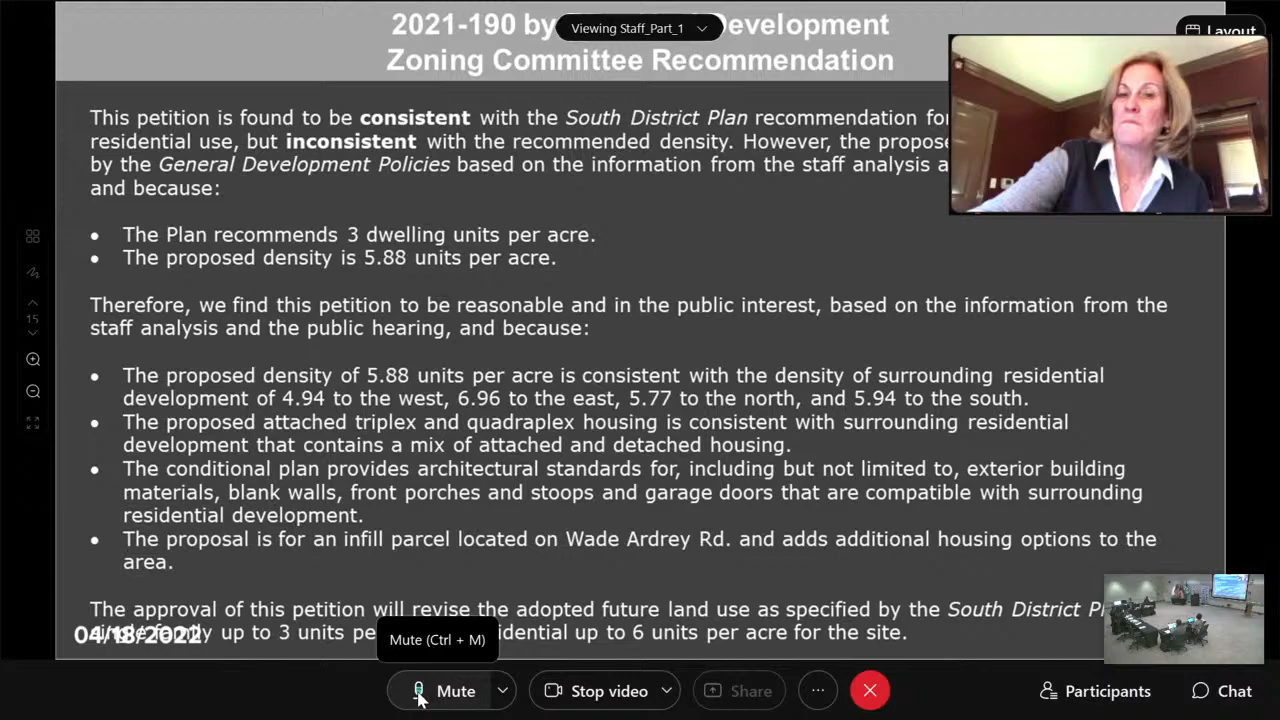 2021-190 by
Development
Viewing Staff_Part_1
Layout
Zoning Committee Recommendation
This petition is found to be consistent with the South District Plan recommendation for
residential use, but inconsistent with the recommended density. However, the
by the General Development Policies based on the information from the staff analysis
and because:
• The Plan recommends 3 dwelling units per acre.
• The proposed density is 5.88 units per acre.
15
Therefore, we find this petition to be reasonable and in the public interest, based on the information from the
staff analysis and the public hearing, and because:
• The proposed density of 5.88 units per acre is consistent with the density of surrounding residential
development of 4.94 to the west, 6.96 to the east, 5.77 to the north, and 5.94 to the south.
• The proposed attached triplex and quadraplex housing is consistent with surrounding residential
development that contains a mix of attached and detached housing.
• The conditional plan provides architectural standards for, including but not limited to, exterior building
materials, blank walls, front porches and stoops and garage doors that are compatible with surrounding
residential development.
• The proposal is for an infill parcel located on Wade Ardrey Rd. and adds additional housing options to the
area.
The approval of this petition will revise the adopted future land use as specified by the South District
up to 3 units residential up to 6 units per acre for the site.
04/18/2022
Mute (Ctrl + M)
Mute
Stop video
Share
Participants
Chat